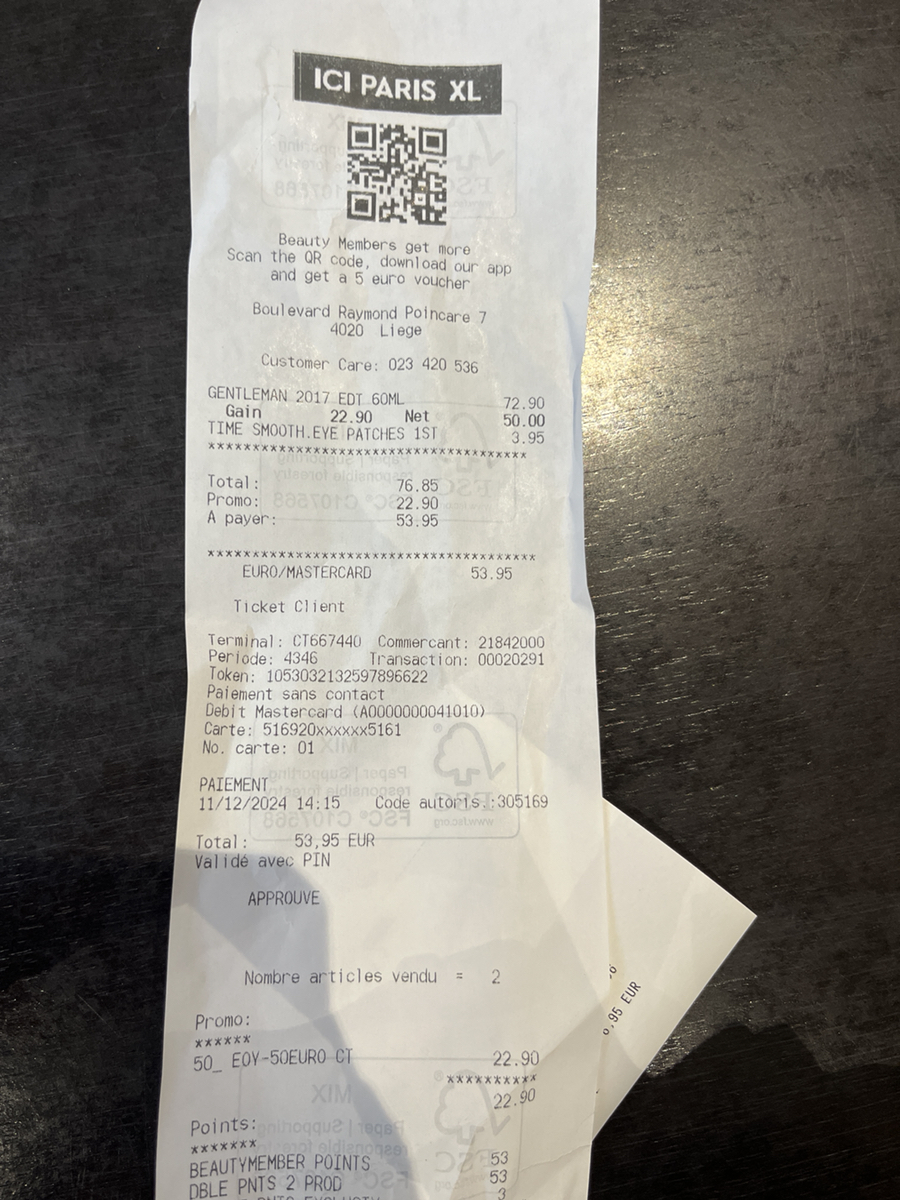 ICI PARIS XL
Beauty Members get more
Scan the QR code, download our app
and get a 5 euro voucher
Boulevard Raymond Poincare 7
4020 Liege
Customer Care: 023 420 536
GENTLEMAN 2017 EDT 60ML 72.90
Gain 22.90 Net 50.00
TIME SMOOTH.EYE PATCHES 1ST 3.95
************************************
Total: 76.85
Promo: 22.90
A payer: 53.95
*************************************
EURO/MASTERCARD 53.95
Ticket Client
Terminal: CT667440 Commercant: 21842000
Periode: 4346 Transaction: 00020291
Token: 1053032132597896622
Paiement sans contact
Debit Mastercard (A0000000041010)
Carte: 516920xxxxxx5161
No. carte: 01
PAIEMENT
11/12/2024 14:15 Code autoris.:305169
Total: 53,95 EUR
Validé avec PIN
APPROUVE
Nombre articles vendu = 2
Promo:
******
50_ EOY-50EURO CT 22.90
**********
22.90
Points:
*******
BEAUTYMEMBER POINTS 53
DBLE PNTS 2 PROD 53
3
,95 EUR